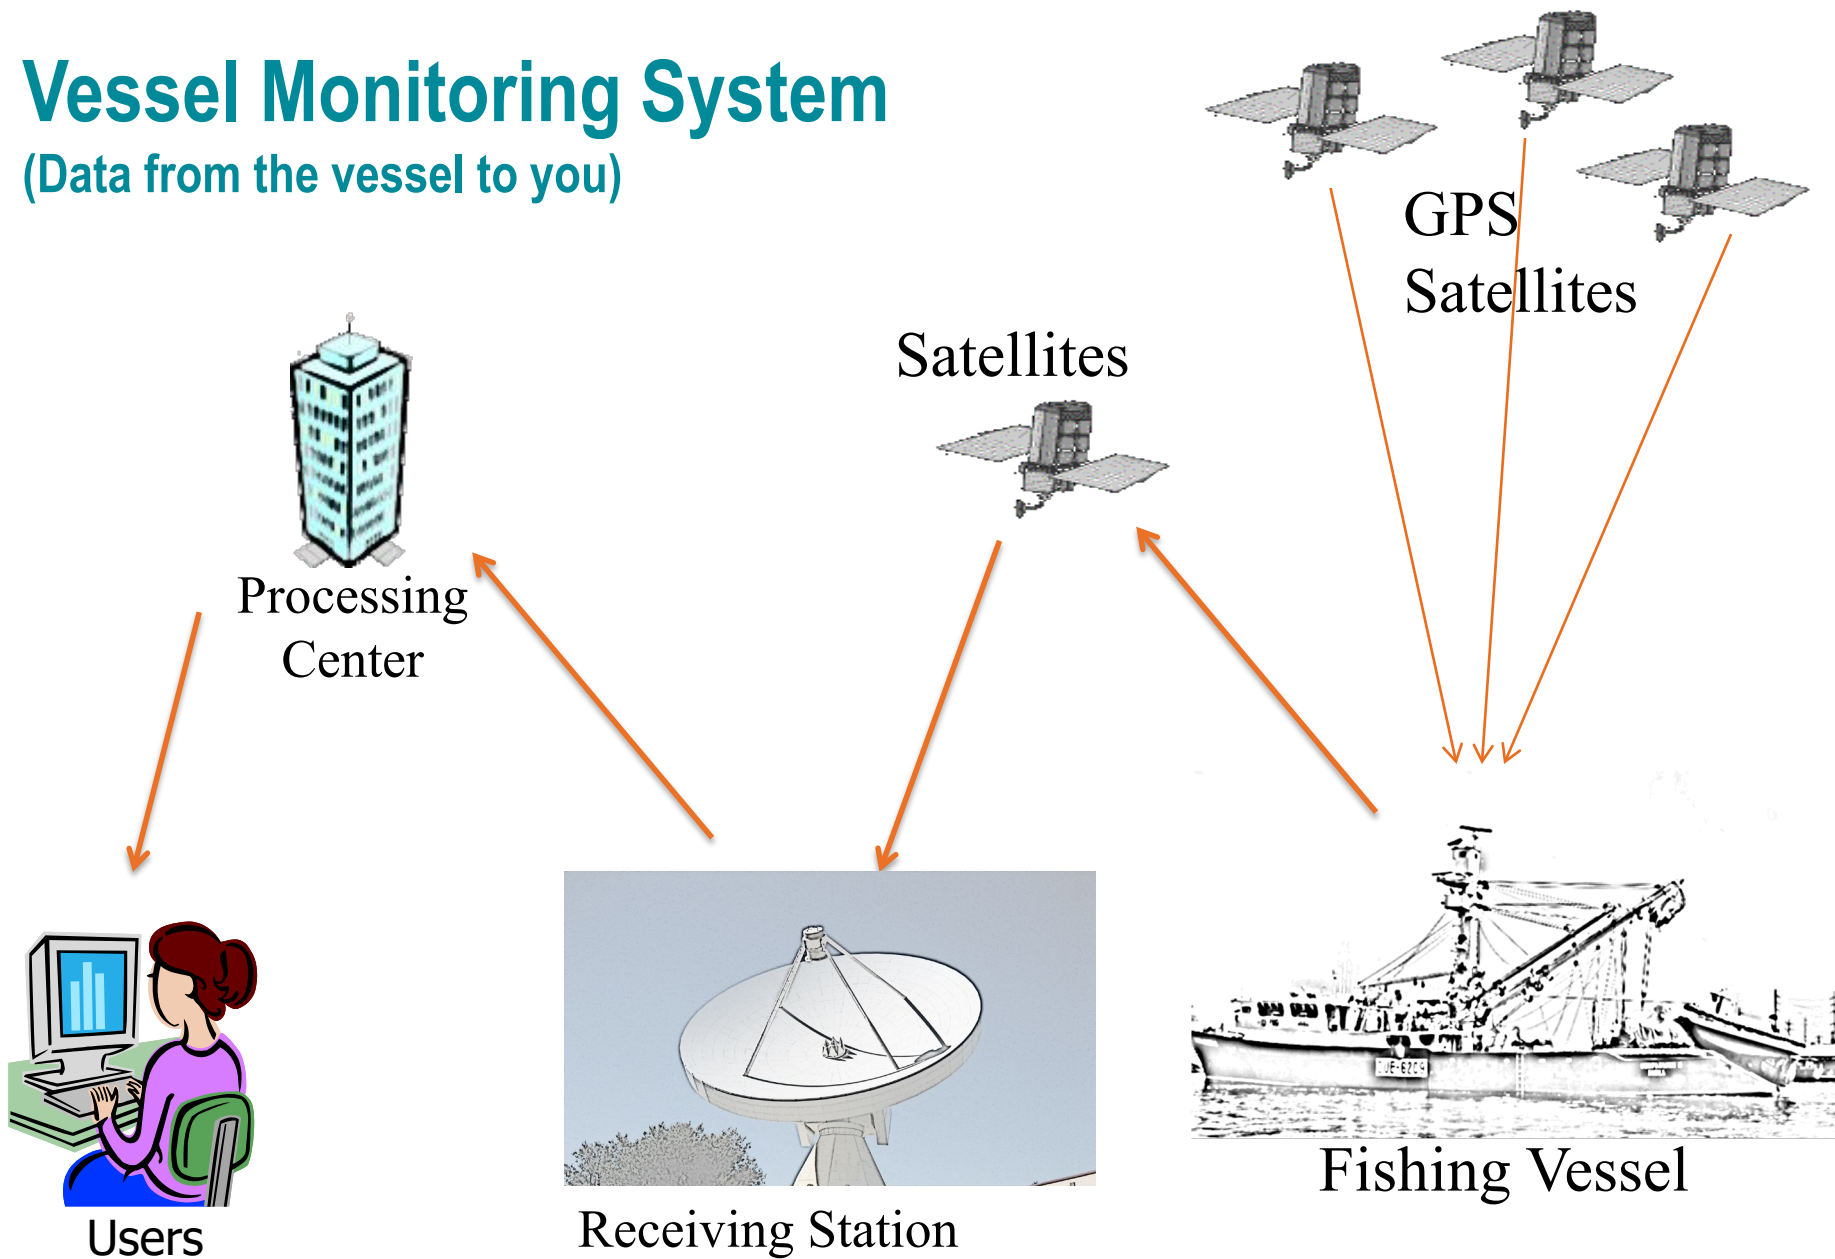 Vessel Monitoring System
(Data from the vessel to you)
GPS
Satellites
Satellites
Processing
Center
Fishing Vessel
Receiving Station
Users